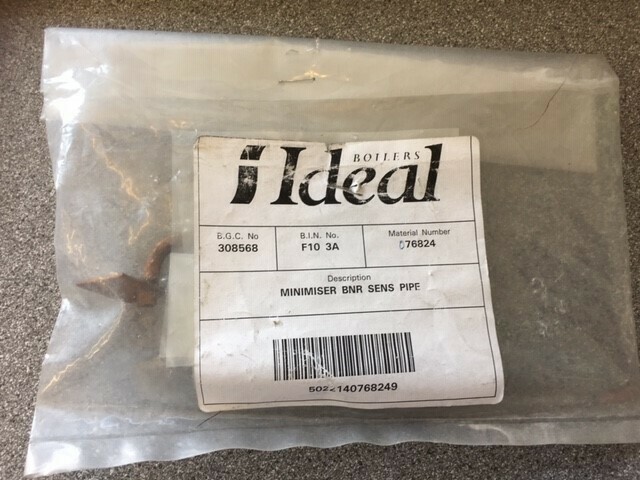 BOILERS
Ideal
B.G.C. No
308568
B.I.N. No.
F10 3A
Material Number
076824
Description
MINIMISER BNR SENS PIPE
5022140768249